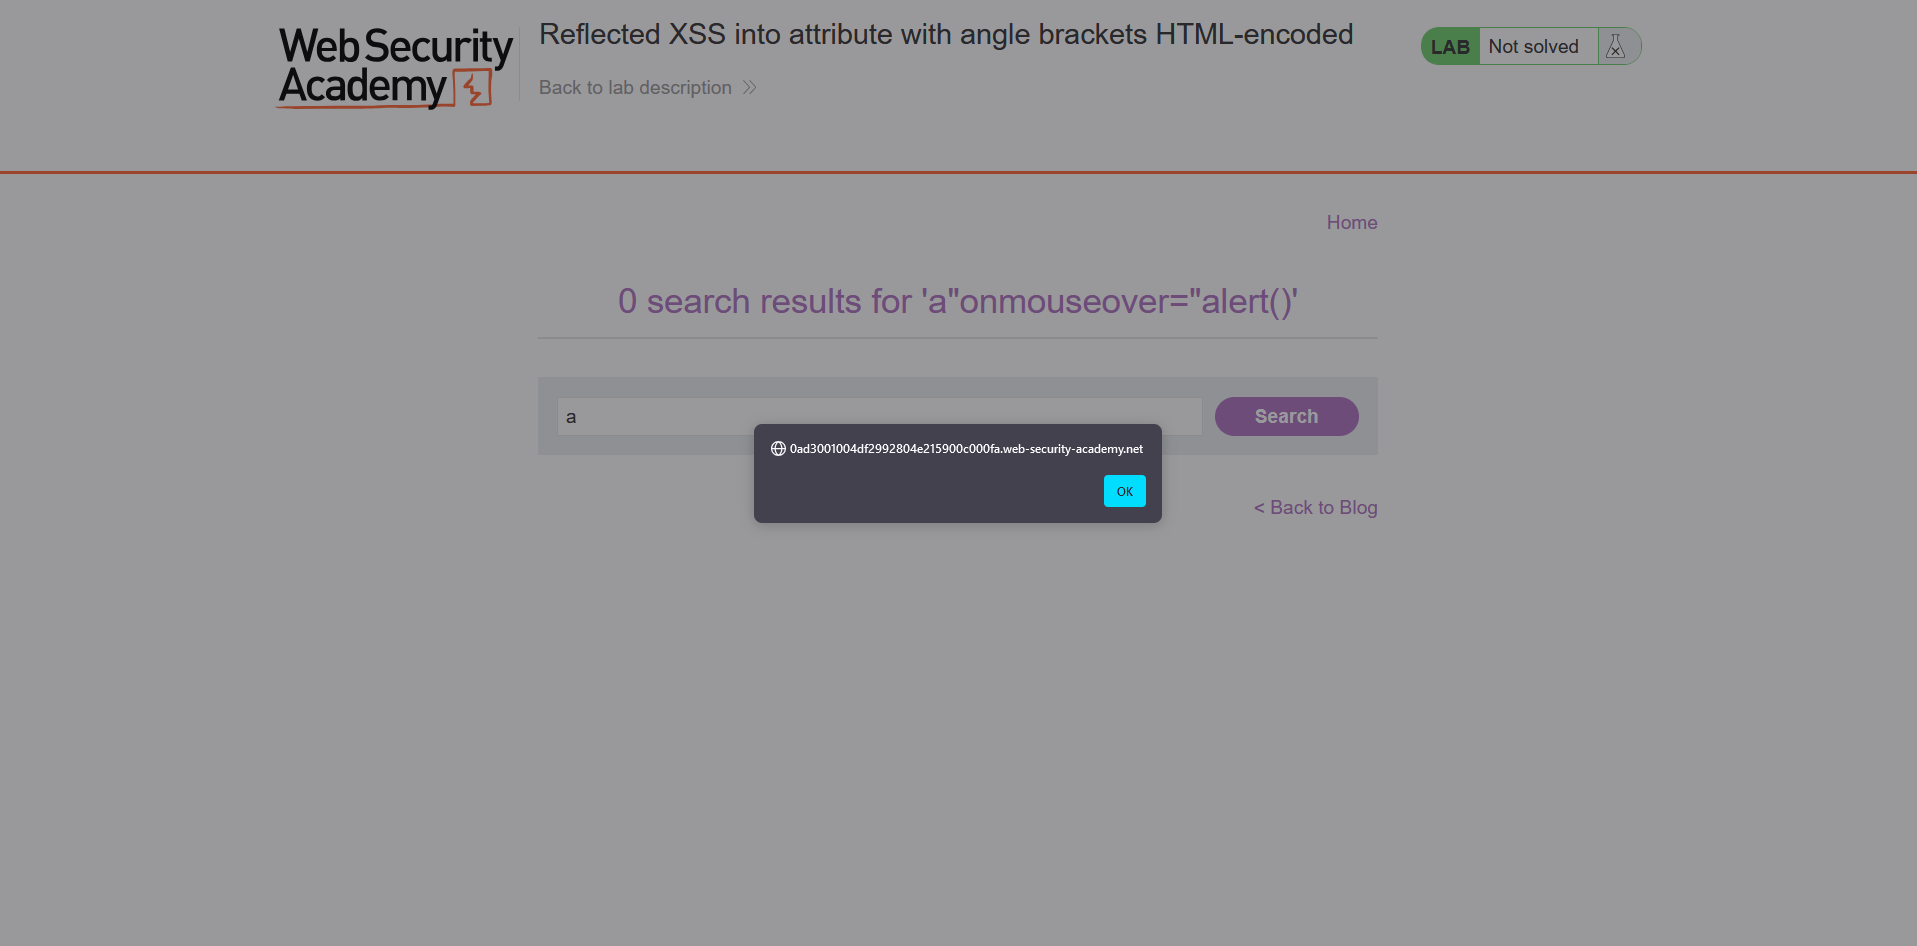 Web Security
Academy
Reflected XSS into attribute with angle brackets HTML-encoded
Back to lab description
LAB Not solved
Home
0 search results for 'a"onmouseover="alert()'
a
Search
0ad3001004df2992804e215900c000fa.web-security-academy.net
OK
< Back to Blog